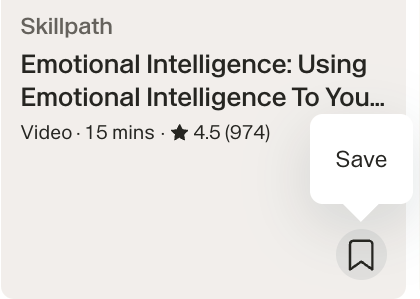 Skillpath
Emotional Intelligence: Using
Emotional Intelligence To You...
Video · 15 mins · ★ 4.5 (974)
Save